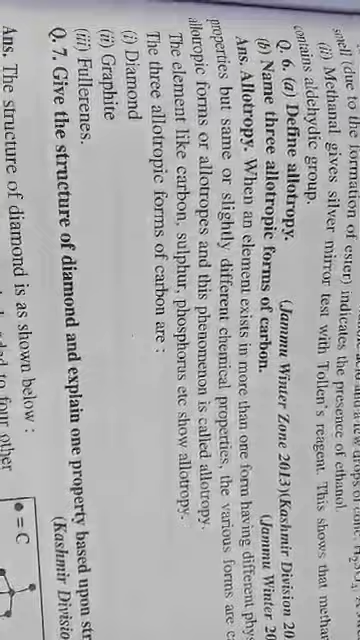 smell (due to the formation of ester) indicates the presence of ethanol.
(ii) Methanal gives silver mirror test with Tollen's reagent. This shows that
contains aldehydic group.
Q. 6. (a) Define allotropy. (Jammu Winter Zone 2013)(Kashmir Division
(b) Name three allotropic forms of carbon. (Jammu Winter
Ans. Allotropy. When an element exists in more than one form having different
properties but same or slightly different chemical properties, the various forms are
allotropic forms or allotropes and this phenomenon is called allotropy.
The element like carbon, sulphur, phosphorus etc show allotropy.
The three allotropic forms of carbon are :
(i) Diamond
(ii) Graphite
(iii) Fullerenes.
Q. 7. Give the structure of diamond and explain one property based upon
(Kashmir
Ans. The structure of diamond is as shown below :
to four other
= C